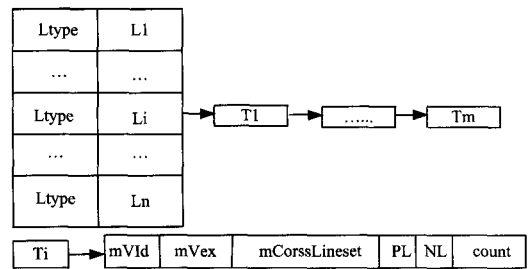 Ltype L1
... ...
Ltype Li T1 ...... Tm
... ...
Ltype Ln
Ti mVId mVex mCorssLineset PL NL count